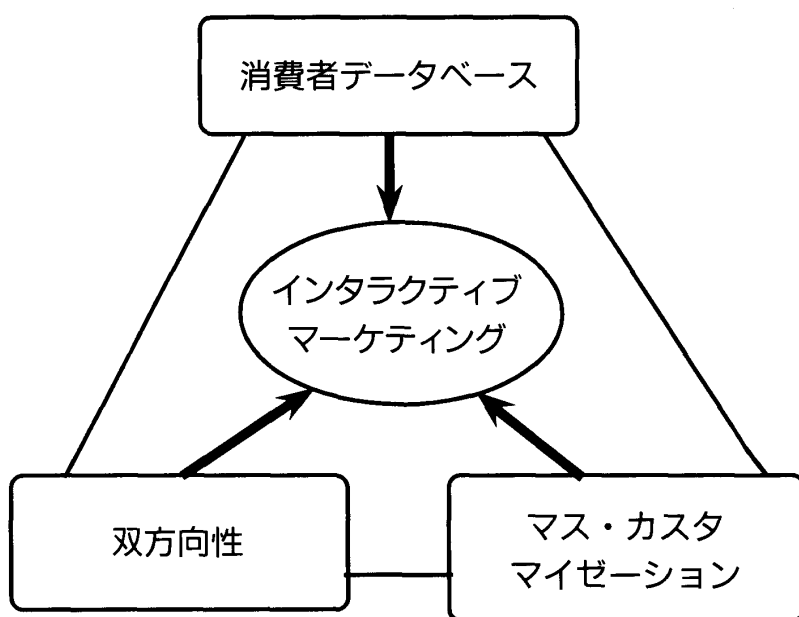 消費者データベース
インタラクティブ
マーケティング
双方向性
マス・カスタ
マイゼーション